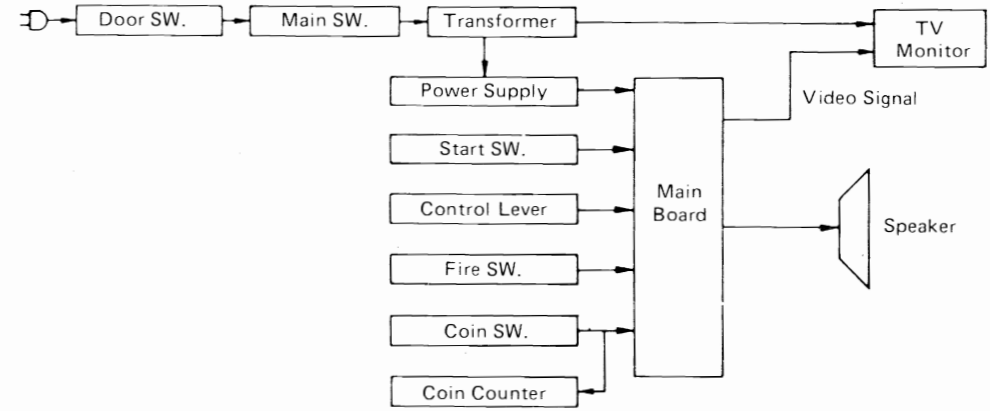 Door SW.
Main SW.
Transformer
TV
Monitor
Power Supply
Video Signal
Start SW.
Control Lever
Main
Board
Speaker
Fire SW.
Coin SW.
Coin Counter